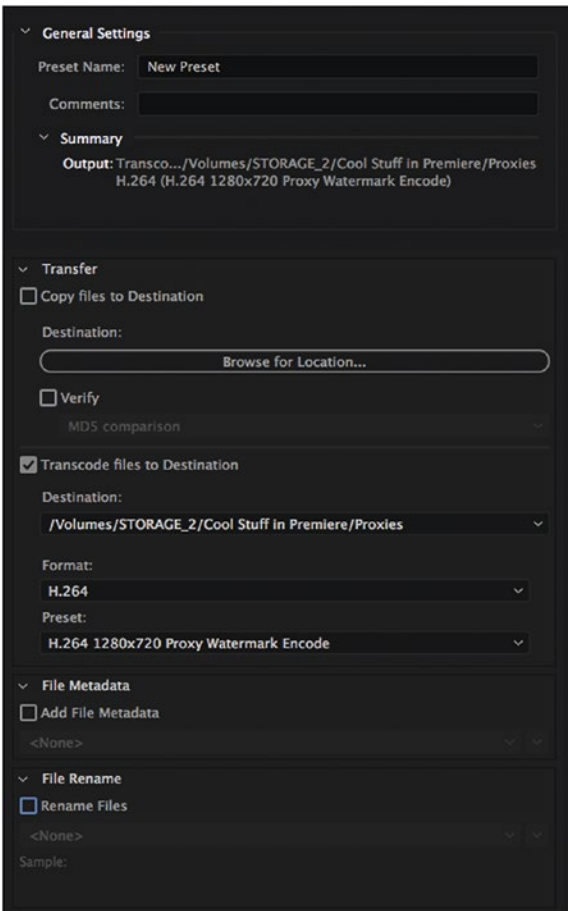 General Settings
Preset Name: New Preset
Comments:
Summary
Output: Transco.../Volumes/STORAGE_2/Cool Stuff in Premiere/Proxies
H.264 (H.264 1280x720 Proxy Watermark Encode)
Transfer
Copy files to Destination
Destination:
Browse for Location...
Verify
MD5 comparison
Transcode files to Destination
Destination:
/Volumes/STORAGE_2/Cool Stuff in Premiere/Proxies
Format:
H.264
Preset:
H.264 1280x720 Proxy Watermark Encode
File Metadata
Add File Metadata
<None>
File Rename
Rename Files
<None>
Sample: